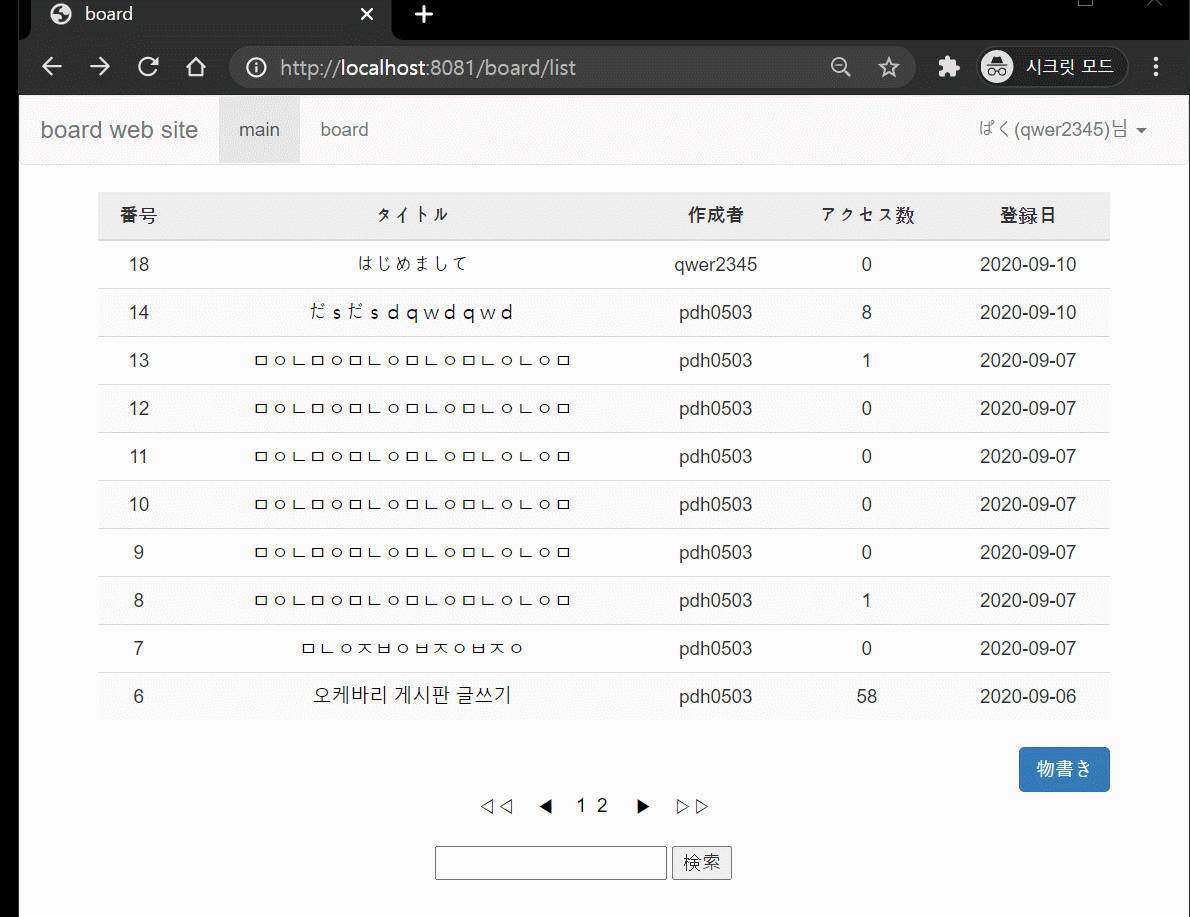 board
http://localhost:8081/board/list
시크릿 모드
board web site main board ぱく(qwer2345)님
番号 タイトル 作成者 アクセス数 登録日
18 はじめまして qwer2345 0 2020-09-10
14 だｓだｓｄｑｗｄｑｗｄ pdh0503 8 2020-09-10
13 ㅁㅇㄴㅁㅇㅁㄴㅇㅁㄴㅇㅁㄴㅇㄴㅇㅁ pdh0503 1 2020-09-07
12 ㅁㅇㄴㅁㅇㅁㄴㅇㅁㄴㅇㅁㄴㅇㄴㅇㅁ pdh0503 0 2020-09-07
11 ㅁㅇㄴㅁㅇㅁㄴㅇㅁㄴㅇㅁㄴㅇㄴㅇㅁ pdh0503 0 2020-09-07
10 ㅁㅇㄴㅁㅇㅁㄴㅇㅁㄴㅇㅁㄴㅇㄴㅇㅁ pdh0503 0 2020-09-07
9 ㅁㅇㄴㅁㅇㅁㄴㅇㅁㄴㅇㅁㄴㅇㄴㅇㅁ pdh0503 0 2020-09-07
8 ㅁㅇㄴㅁㅇㅁㄴㅇㅁㄴㅇㅁㄴㅇㄴㅇㅁ pdh0503 1 2020-09-07
7 ㅁㄴㅇㅈㅂㅇㅂㅈㅇㅂㅈㅇ pdh0503 0 2020-09-07
6 오케바리 게시판 글쓰기 pdh0503 58 2020-09-06
物書き
◁◁ ◀ 1 2 ▶ ▷▷
検索